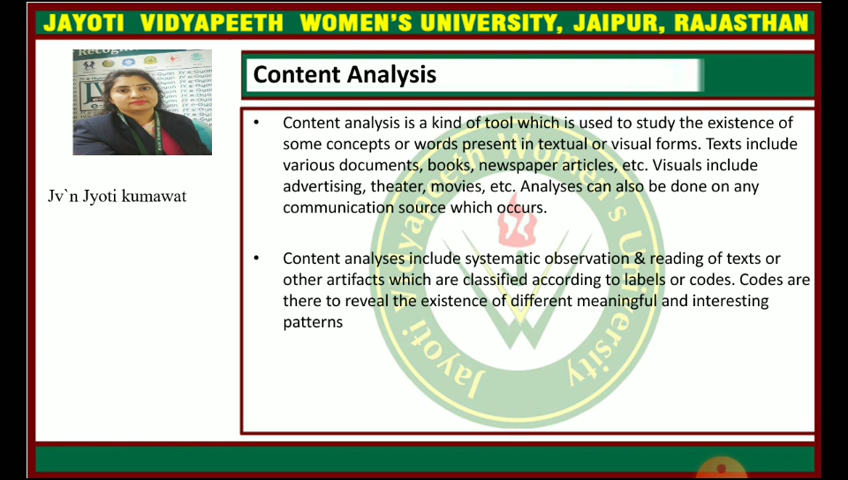 JAYOTI VIDYAPEETH WOMEN'S UNIVERSITY, JAIPUR, RAJASTHAN
Jv`n Jyoti kumawat
Content Analysis
• Content analysis is a kind of tool which is used to study the existence of
some concepts or words present in textual or visual forms. Texts include
various documents, books, newspaper articles, etc. Visuals include
advertising, theater, movies, etc. Analyses can also be done on any
communication source which occurs.
• Content analyses include systematic observation & reading of texts or
other artifacts which are classified according to labels or codes. Codes are
there to reveal the existence of different meaningful and interesting
patterns
Jayoti Vidyapeeth Women's University